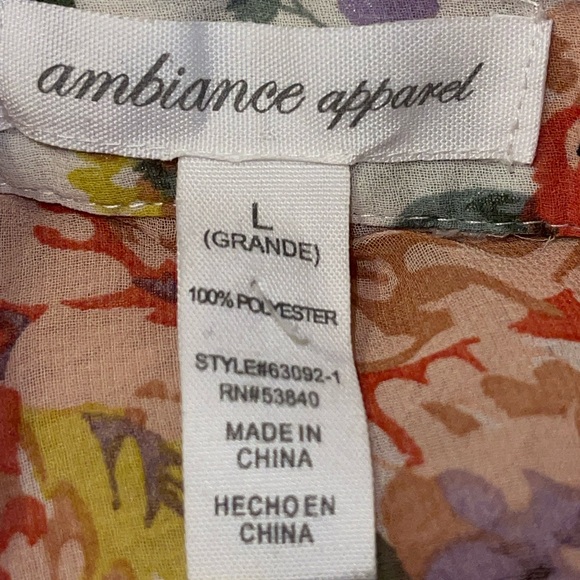 ambiance apparel
L
(GRANDE)
100% POLYESTER
STYLE#63092-1
RN#53840
MADE IN
CHINA
HECHO EN
CHINA